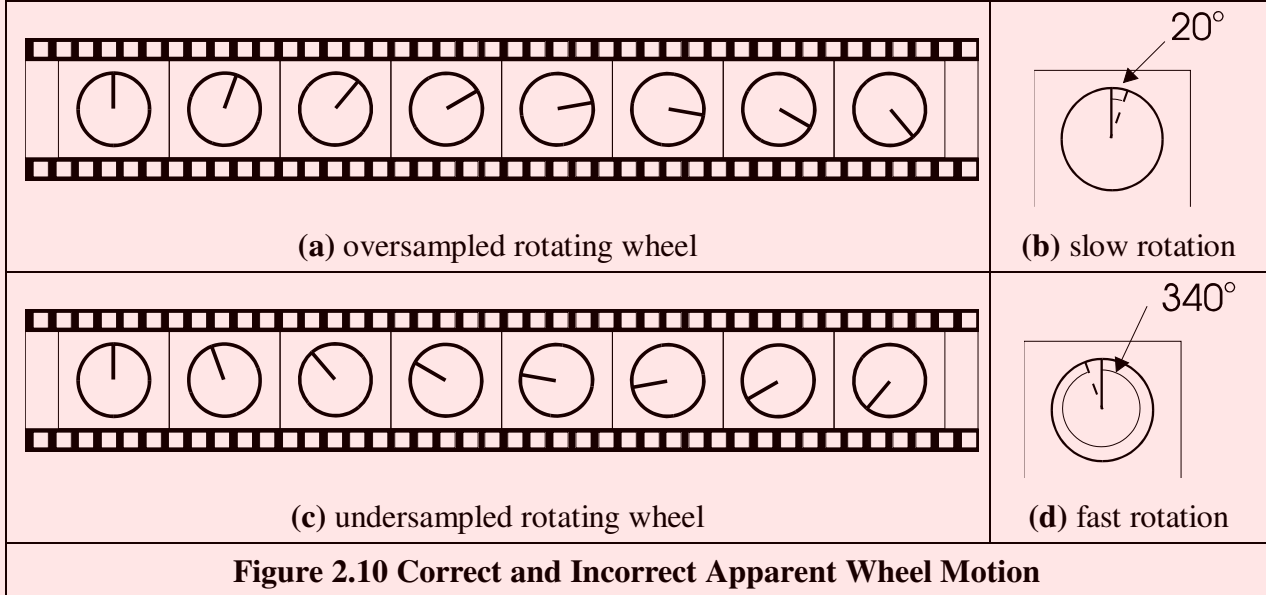 20°
(a) oversampled rotating wheel
(b) slow rotation
340°
(c) undersampled rotating wheel
(d) fast rotation
Figure 2.10 Correct and Incorrect Apparent Wheel Motion